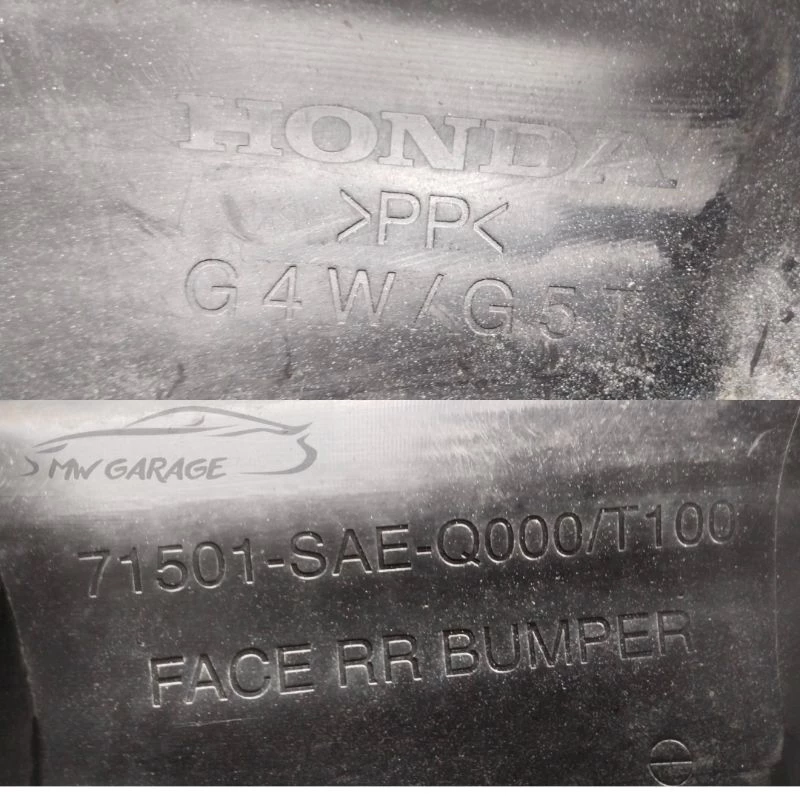 HONDA
>PP<
G4W/G5T
MW GARAGE
71501-SAE-Q000/T100
FACE RR BUMPER